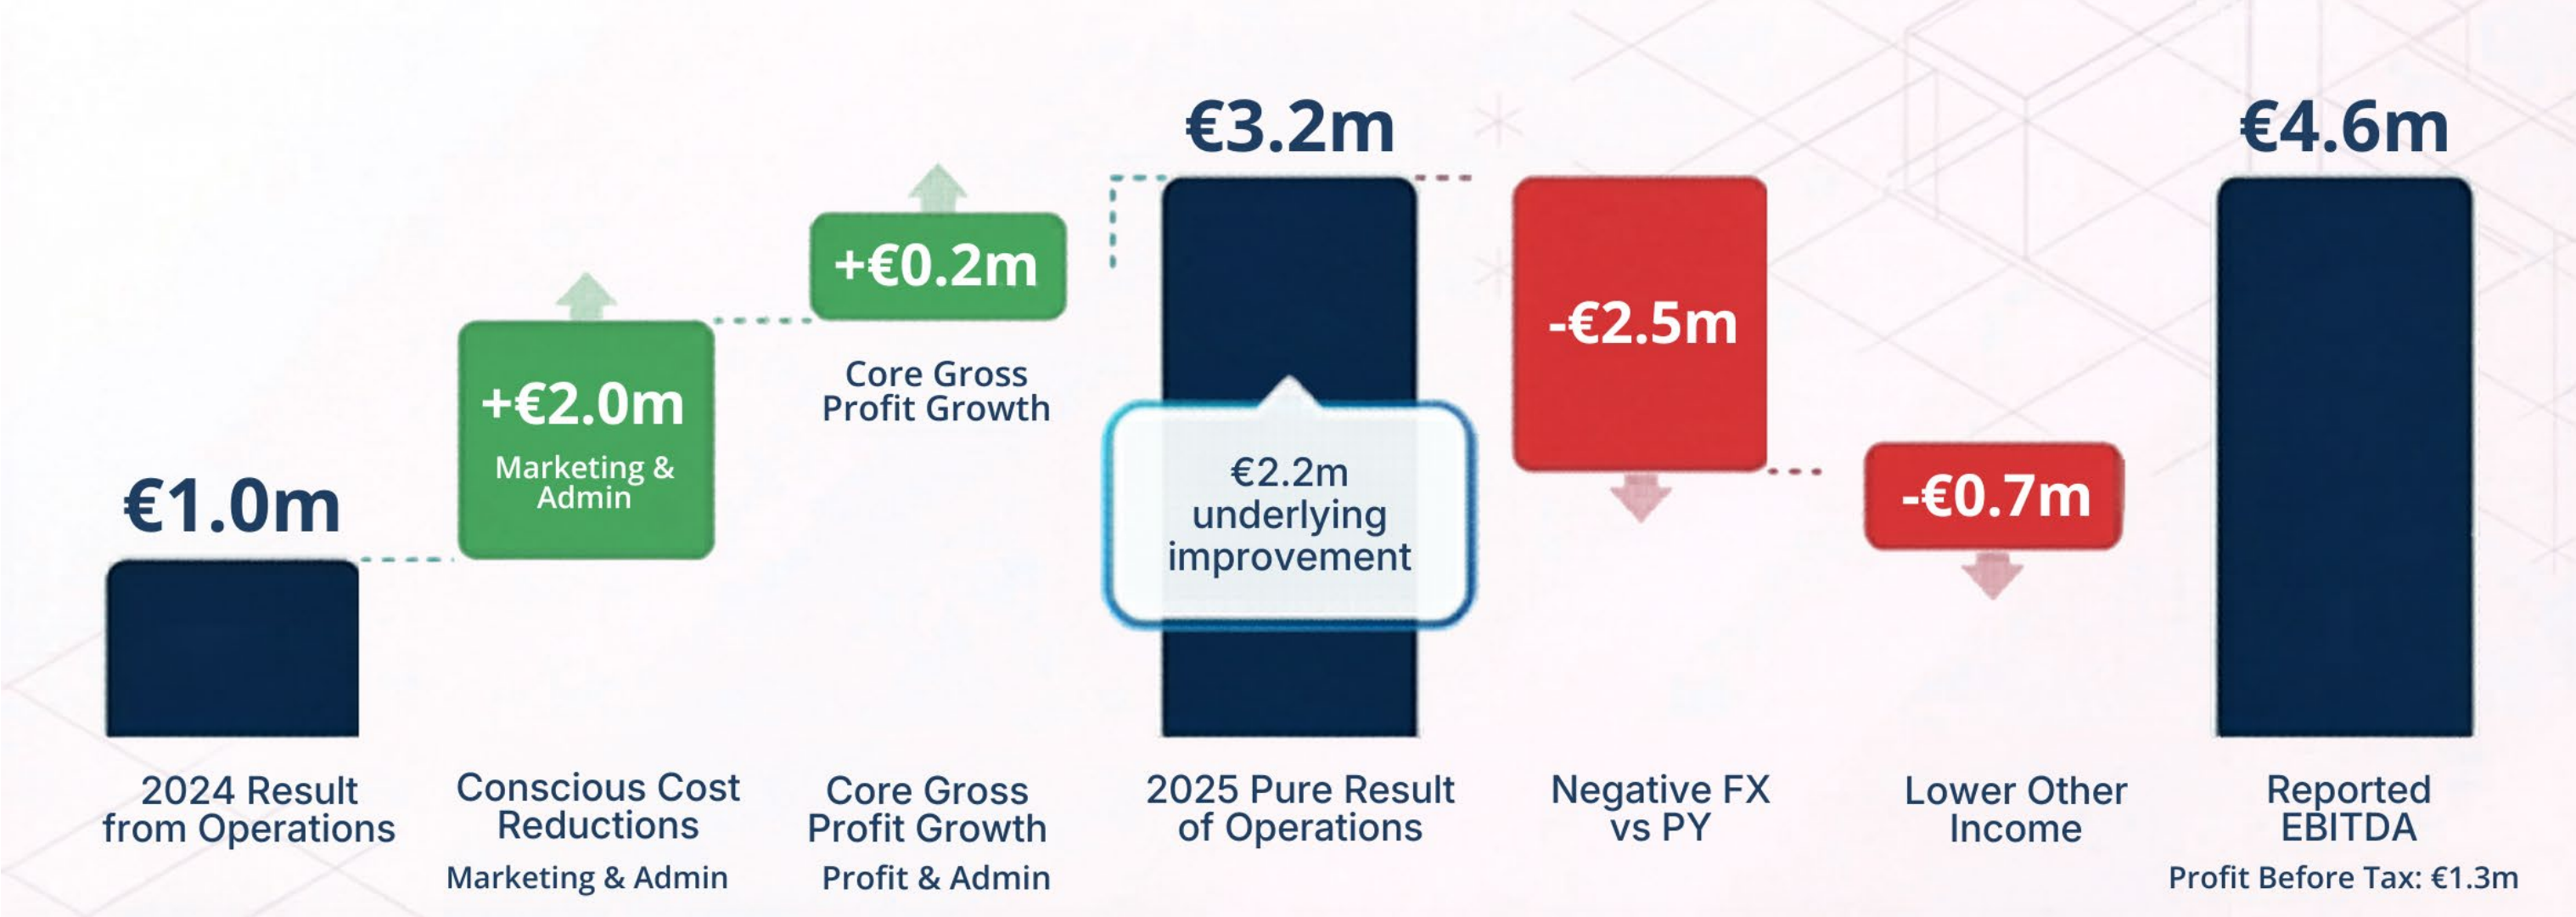 €1.0m
2024 Result
from Operations
+€2.0m
Marketing &
Admin
Conscious Cost
Reductions
Marketing & Admin
+€0.2m
Core Gross
Profit Growth
Core Gross
Profit Growth
Profit & Admin
€3.2m
€2.2m
underlying
improvement
2025 Pure Result
of Operations
-€2.5m
Negative FX
vs PY
-€0.7m
Lower Other
Income
€4.6m
Reported
EBITDA
Profit Before Tax: €1.3m